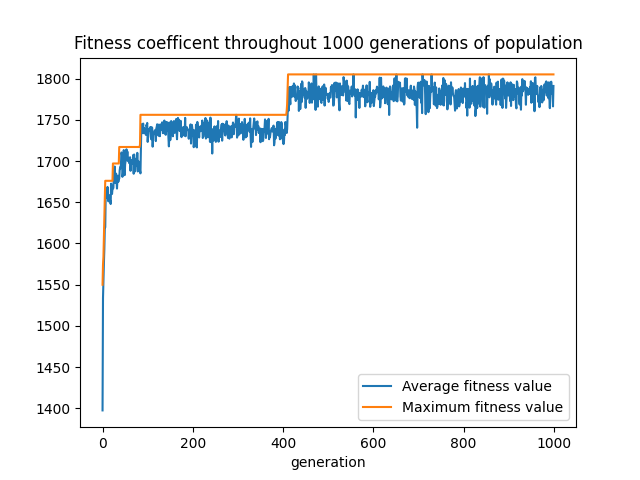 Fitness coefficent throughout 1000 generations of population
1800
1750
1700
1650
1600
1550
1500
1450
1400
Average fitness value
Maximum fitness value
0 200 400 600 800 1000
generation